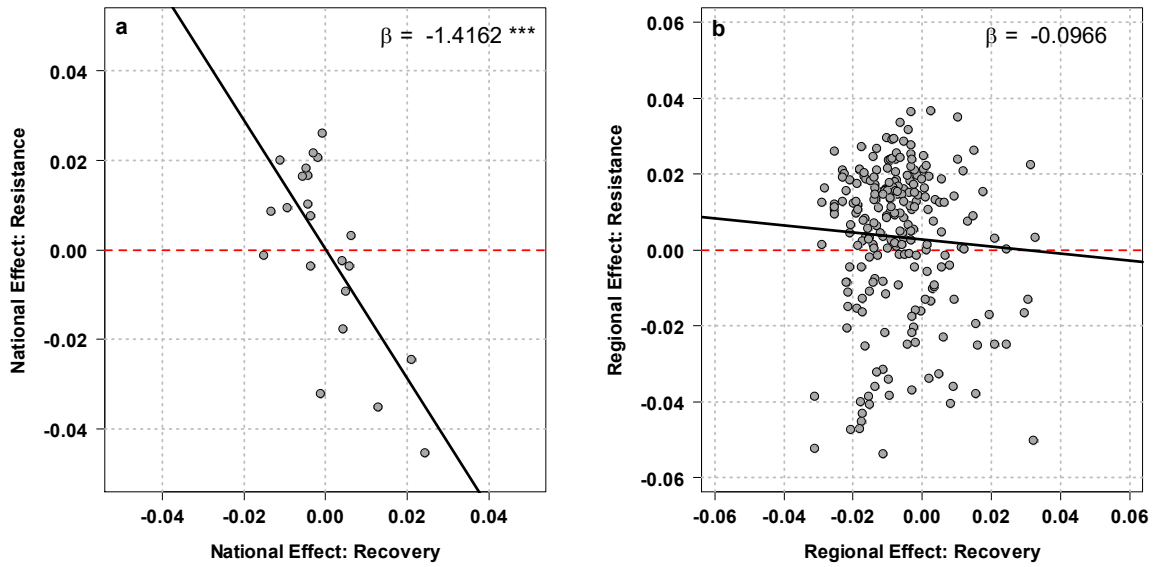 a
β = -1.4162 ***
0.04
0.02
0.00
-0.02
-0.04
National Effect: Resistance
-0.04 -0.02 0.00 0.02 0.04
National Effect: Recovery
b
β = -0.0966
0.06
0.04
0.02
0.00
-0.02
-0.04
-0.06
Regional Effect: Resistance
-0.06 -0.04 -0.02 0.00 0.02 0.04 0.06
Regional Effect: Recovery